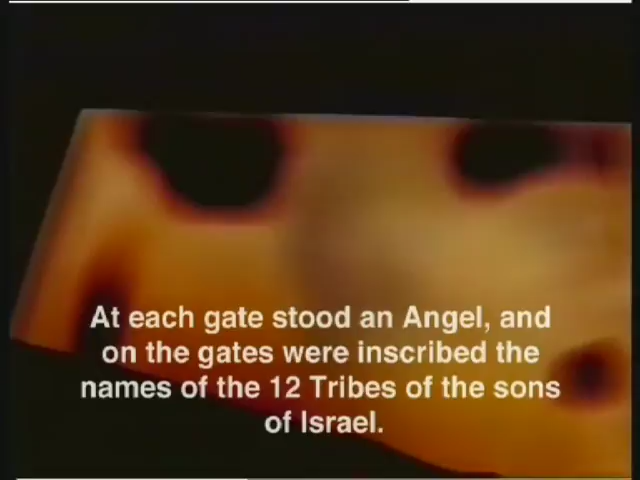 At each gate stood an Angel, and
on the gates were inscribed the
names of the 12 Tribes of the sons
of Israel.